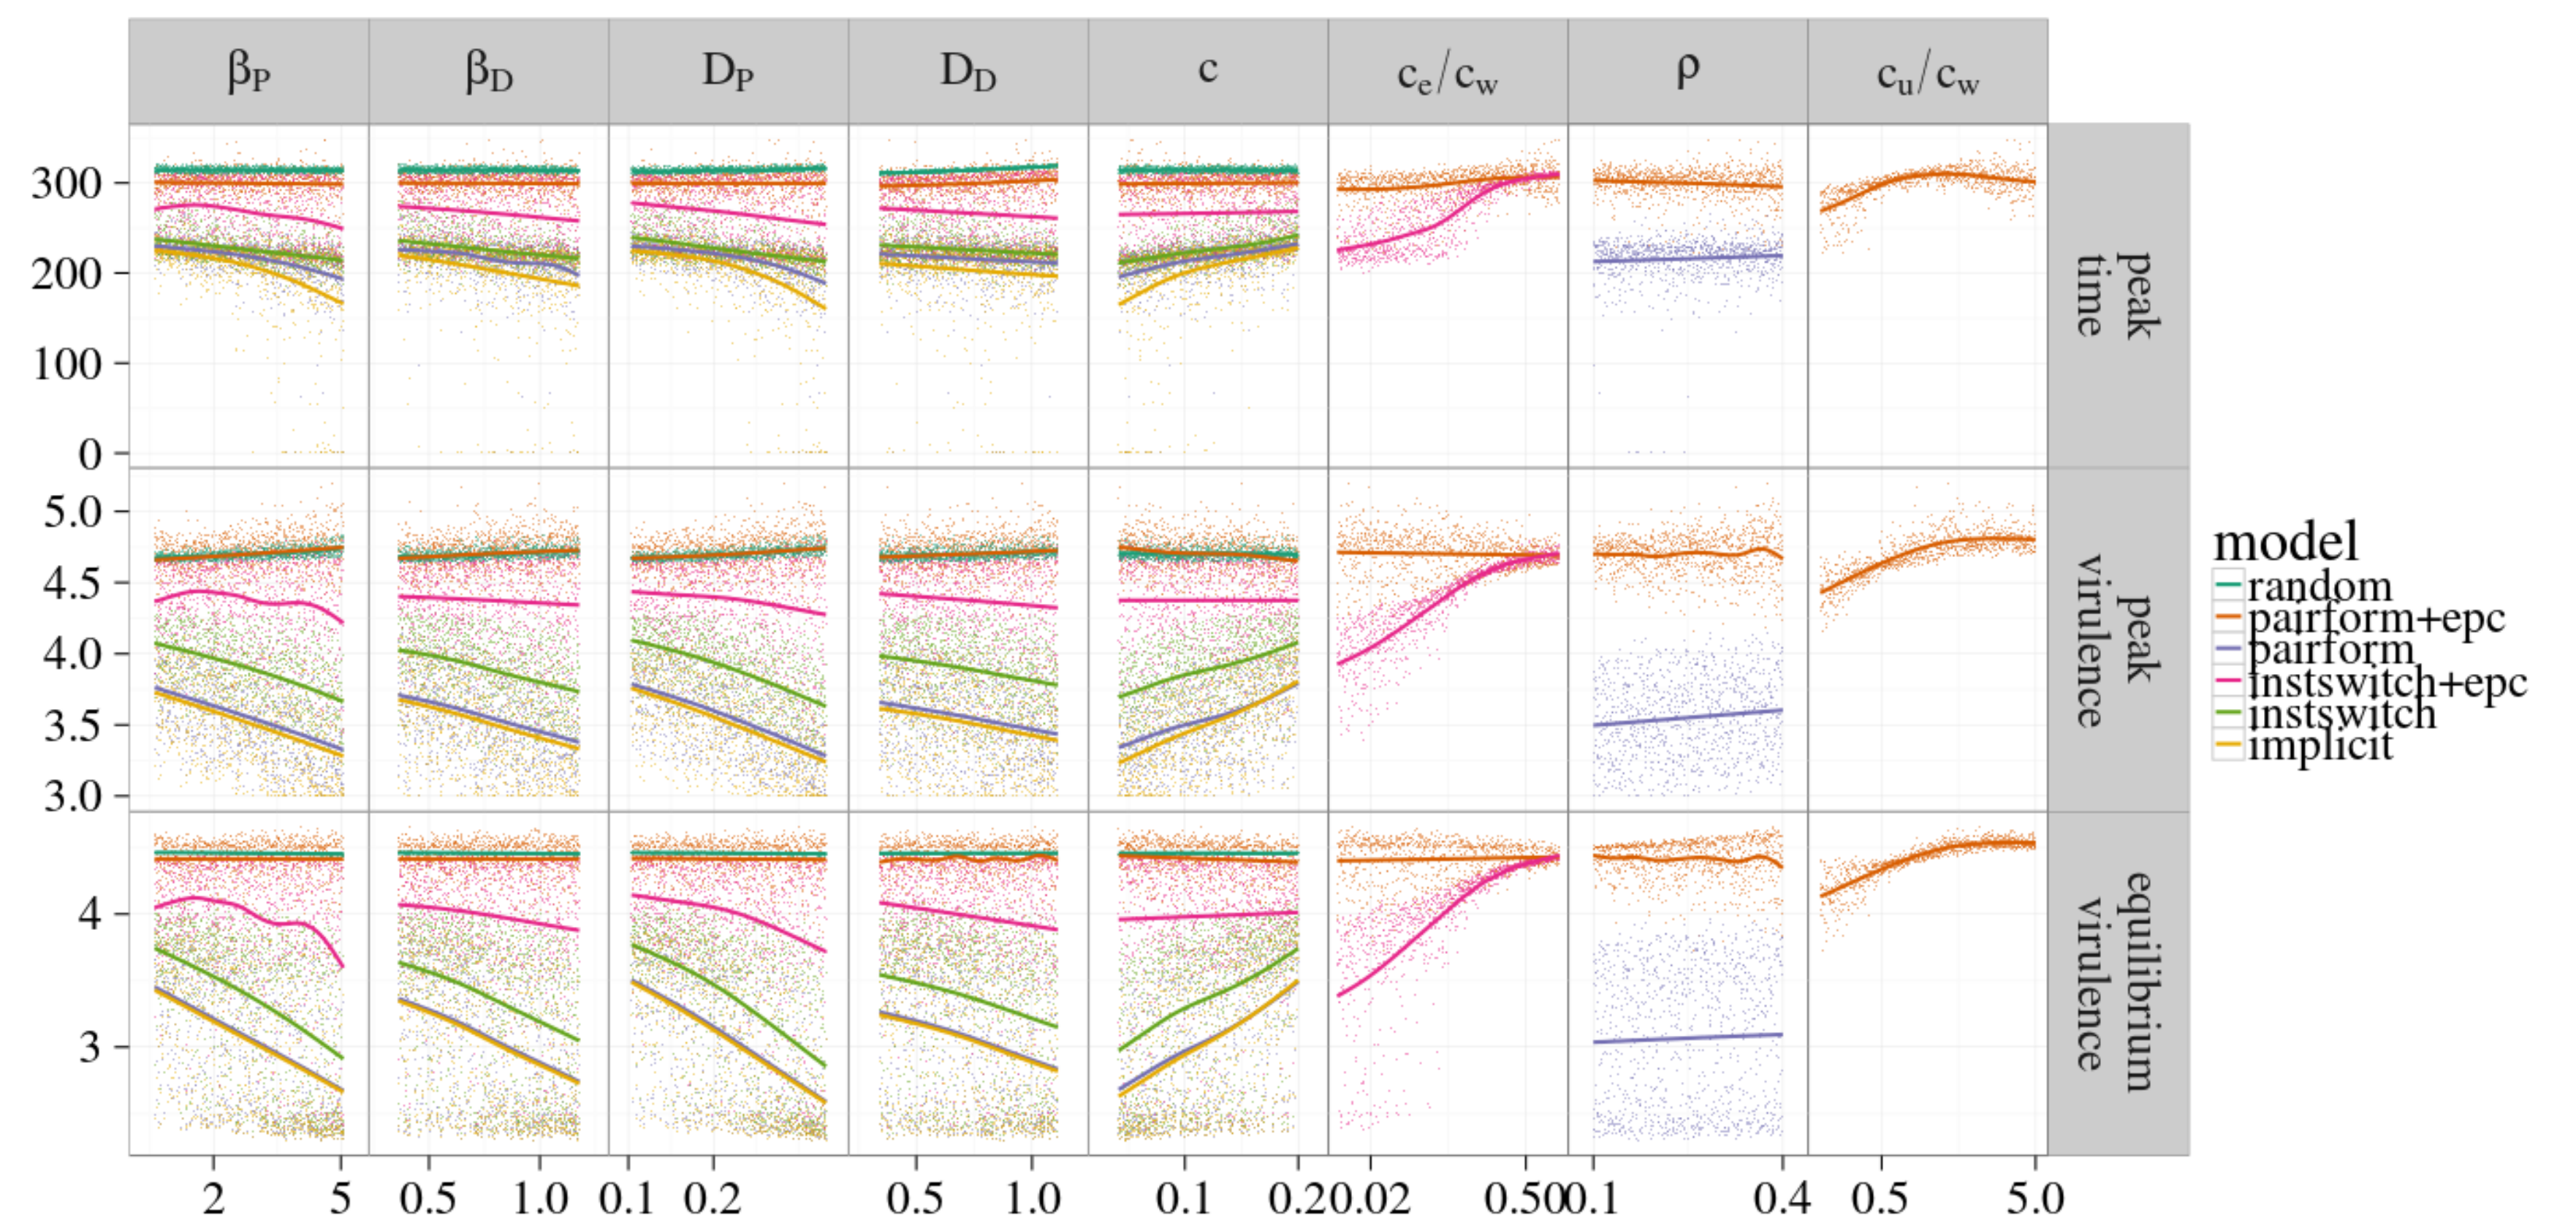 βP βD DP DD c ce/cw ρ cu/cw
300
200
100
0
peak
time
5.0
4.5
4.0
3.5
3.0
peak
virulence
4
3
equilibrium
virulence
2 5 0.5 1.0 0.1 0.2 0.5 1.0 0.1 0.2 0.02 0.50 0.1 0.4 0.5 5.0
model
random
pairform+epc
pairform
instswitch+epc
instswitch
implicit